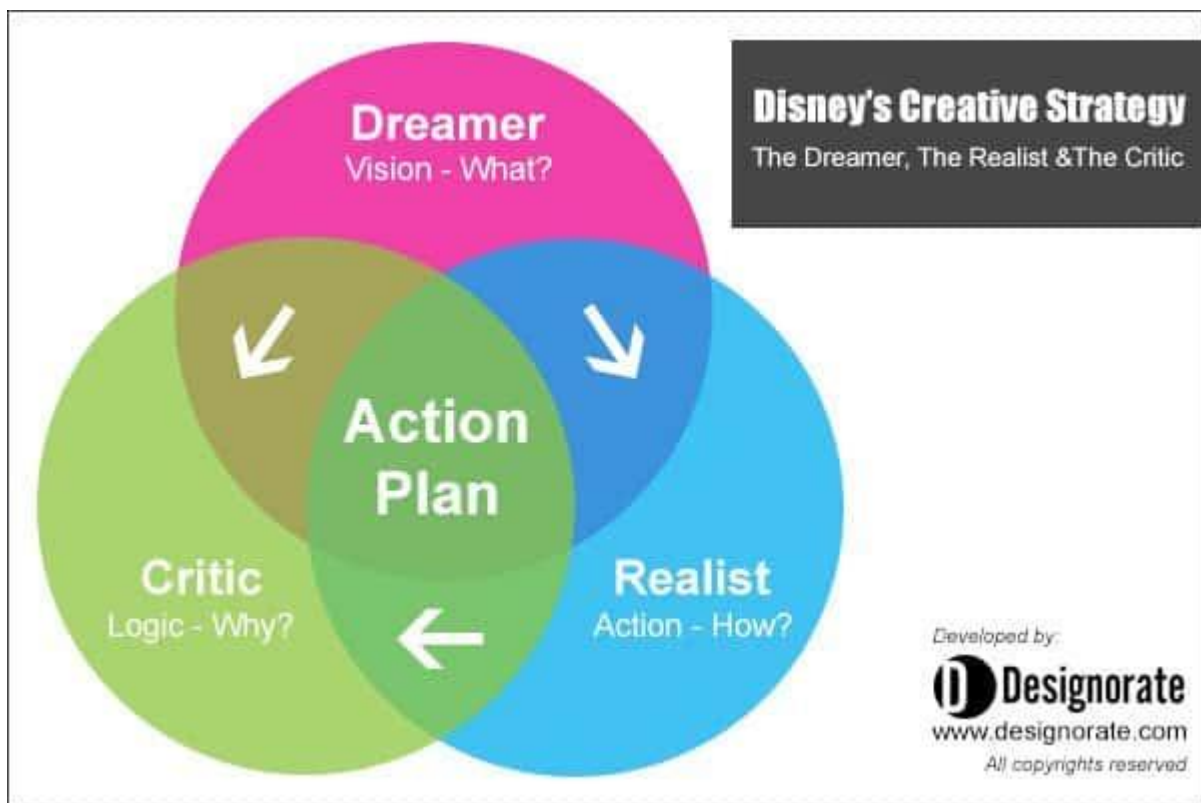 Disney's Creative Strategy
The Dreamer, The Realist &The Critic
Dreamer
Vision - What?
Action
Plan
Critic
Logic - Why?
Realist
Action - How?
Developed by:
D Designorate
www.designorate.com
All copyrights reserved